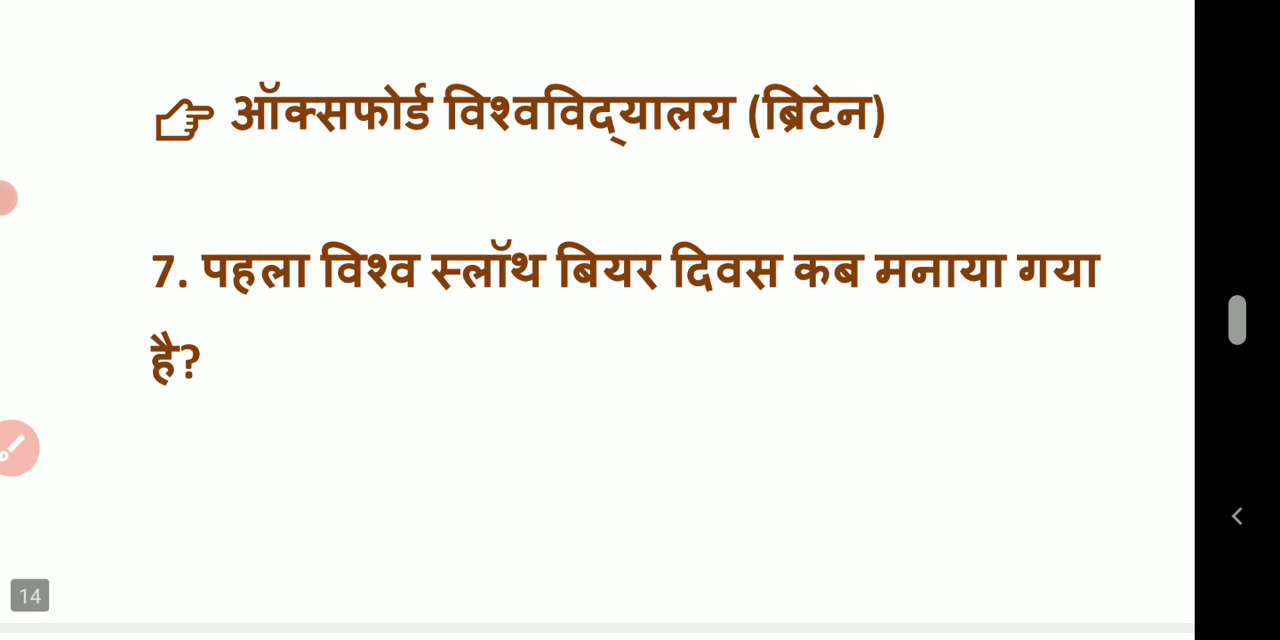 👉 ऑक्सफोर्ड विश्वविद्‌यालय (ब्रिटेन)
7. पहला विश्व स्लॉथ बियर दिवस कब मनाया गया
है?
14